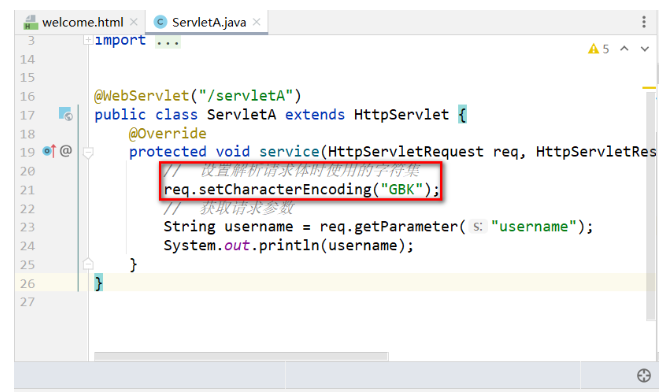 welcome.html
ServletA.java
3 import ...
5
14
15
16 @WebServlet("/servletA")
17 public class ServletA extends HttpServlet {
18 @Override
19 @ protected void service(HttpServletRequest req, HttpServletRes
20 // 设置解析请求体时使用的字符集
21 req.setCharacterEncoding("GBK");
22 // 获取请求参数
23 String username = req.getParameter( s: "username");
24 System.out.println(username);
25 }
26 }
27